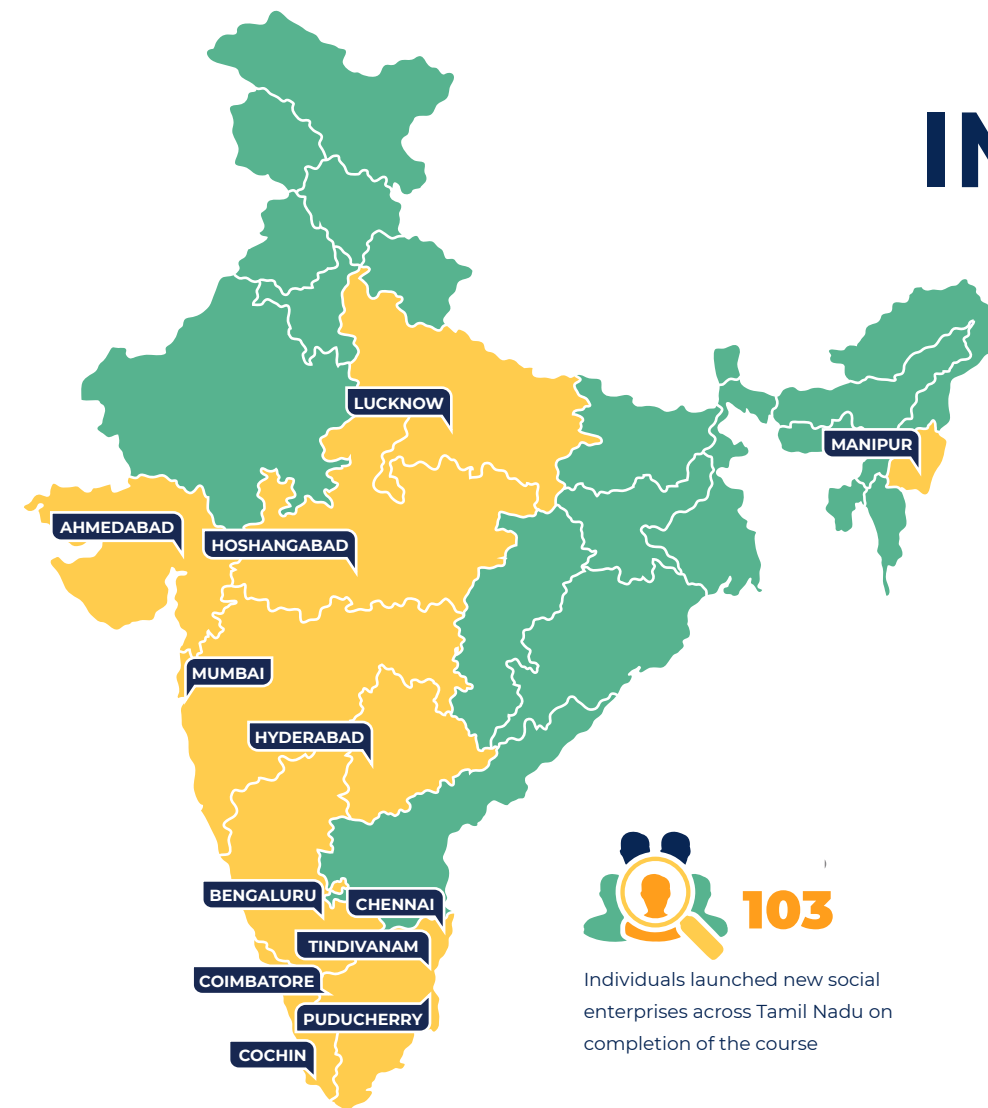 IN
LUCKNOW
MANIPUR
AHMEDABAD
HOSHANGABAD
MUMBAI
HYDERABAD
BENGALURU
CHENNAI
TINDIVANAM
COIMBATORE
PUDUCHERRY
COCHIN
103
Individuals launched new social
enterprises across Tamil Nadu on
completion of the course